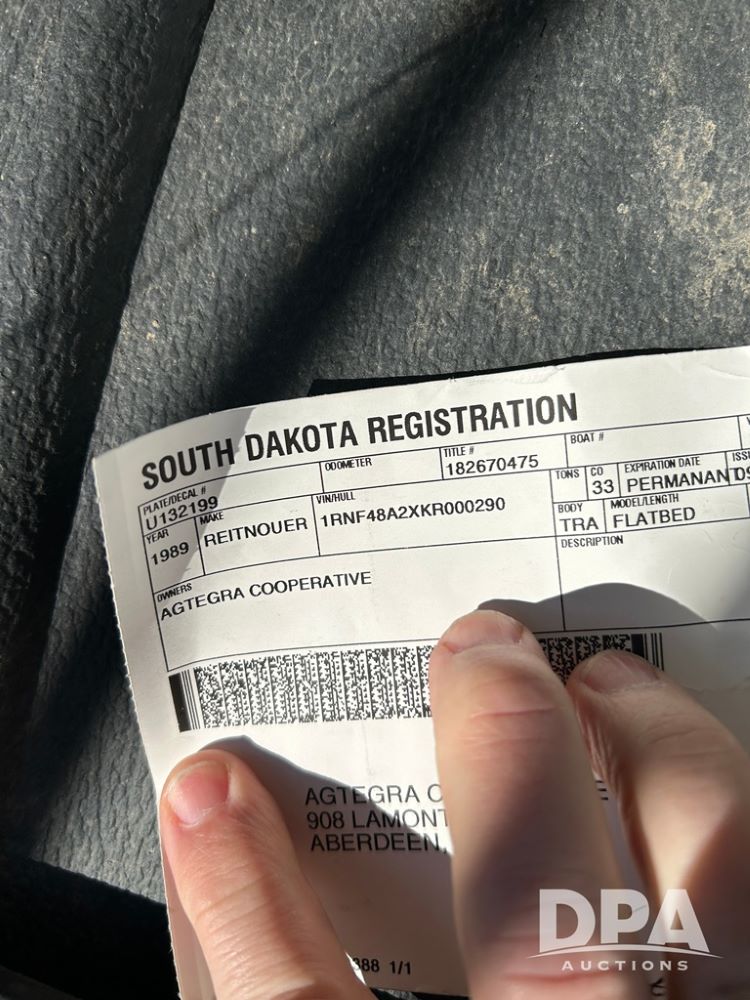 SOUTH DAKOTA REGISTRATION
PLATE/DECAL # ODOMETER TITLE # BOAT #
U132199 182670475
YEAR MAKE VIN/HULL TONS CO EXPIRATION DATE
1989 REITNOUER 1RNF48A2XKR000290 33 PERMANANT
BODY MODEL/LENGTH
TRA FLATBED
OWNERS DESCRIPTION
AGTEGRA COOPERATIVE
AGTEGRA
908 LAMONT
ABERDEEN,
388 1/1
DPA
AUCTIONS